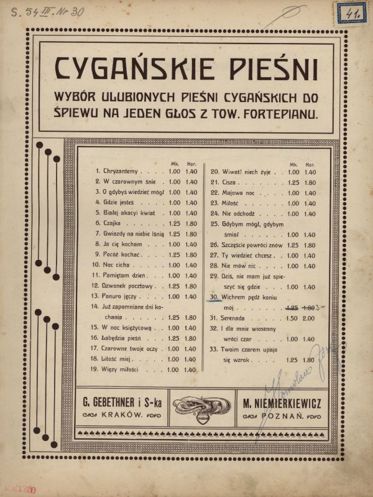 S. 54 III. Nr 30
41.
CYGAŃSKIE PIEŚNI
WYBÓR ULUBIONYCH PIEŚNI CYGAŃSKICH DO
ŚPIEWU NA JEDEN GŁOS Z TOW. FORTEPIANU.
Mk. Mor.
1. Chryzantemy . . . . 1.00 1.40
2. W czarownym śnie . 1.00 1.40
3. O gdybyś wiedzieć mógł 1.00 1.40
4. Gdzie jesteś . . . 1.00 1.40
5. Białej akacyi kwiat 1.00 1.40
6. Czajka . . . . 1.25 1.80
7. Gwiazdy na niebie lśnią 1.25 1.80
8. Ja cię kocham . . 1.00 1.40
9. Pocóż kochać . . 1.25 1.80
10. Noc cicha . . . 1.00 1.40
11. Pamiętam dzień . . 1.00 1.40
12. Dzwonek pocztowy . 1.25 1.80
13. Ponuro jęczy . . 1.00 1.40
14. Już zapomniane dni ko-
chania . . . 1.25 1.80
15. W noc księżycową . 1.00 1.40
16. Łabędzia pieśń . . 1.25 1.80
17. Czarowne twoje oczy . 1.00 1.40
18. Litość miej . . . 1.00 1.40
19. Więzy miłości . . 1.00 1.40
Mk. Mor.
20. Wiwat! niech żyje . . 1.00 1.40
21. Cisza . . . . 1.25 1.80
22. Majowa noc . . 1.00 1.40
23. Miłość . . . . 1.00 1.40
24. Nie odchodź . . . 1.00 1.40
25. Gdybym mógł, gdybym
śmiał . . . . 1.00 1.40
26. Szczęście powróci znów 1.25 1.80
27. Ty wiedzieć chcesz . 1.00 1.40
28. Nie mów nic . . . 1.00 1.40
29. Dziś, nie mam już spie-
szyć się gdzie . . 1.00 1.40
30. Wichrem pędź koniu
mój . . . . 1.25 1.80
31. Serenada . . . 1.50 2.00
32. I dla mnie wiosenny
wróci czar . . 1.00 1.40
33. Twoim czarem upaja
się wzrok . . . 1.25 1.80
G. GEBETHNER i S-ka
KRAKÓW.
M. NIEMIERKIEWICZ
POZNAŃ.